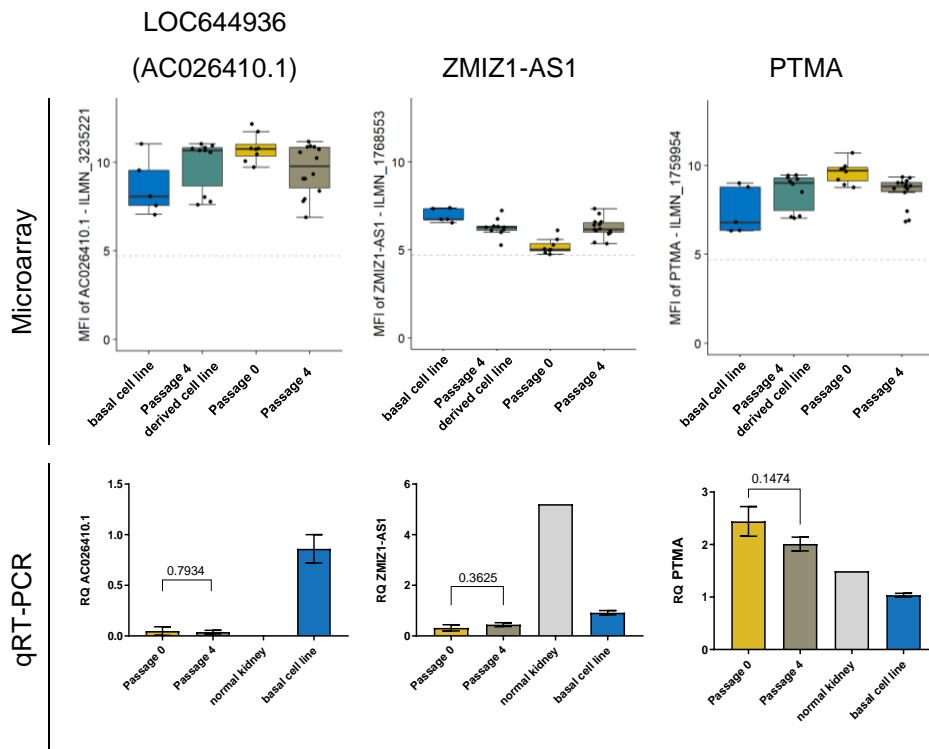 LOC644936
(AC026410.1)
ZMIZ1-AS1
PTMA
Microarray
MFI of AC026410.1 - ILMN_3235221
10
5
0
basal cell line
Passage 4
derived cell line
Passage 0
Passage 4
MFI of ZMIZ1-AS1 - ILMN_1768553
10
5
0
basal cell line
Passage 4
derived cell line
Passage 0
Passage 4
MFI of PTMA - ILMN_1759954
10
5
0
basal cell line
Passage 4
derived cell line
Passage 0
Passage 4
qRT-PCR
RQ AC026410.1
1.5
1.0
0.5
0.0
0.7934
Passage 0
Passage 4
normal kidney
basal cell line
RQ ZMIZ1-AS1
6
4
2
0
0.3625
Passage 0
Passage 4
normal kidney
basal cell line
RQ PTMA
3
2
1
0
0.1474
Passage 0
Passage 4
normal kidney
basal cell line